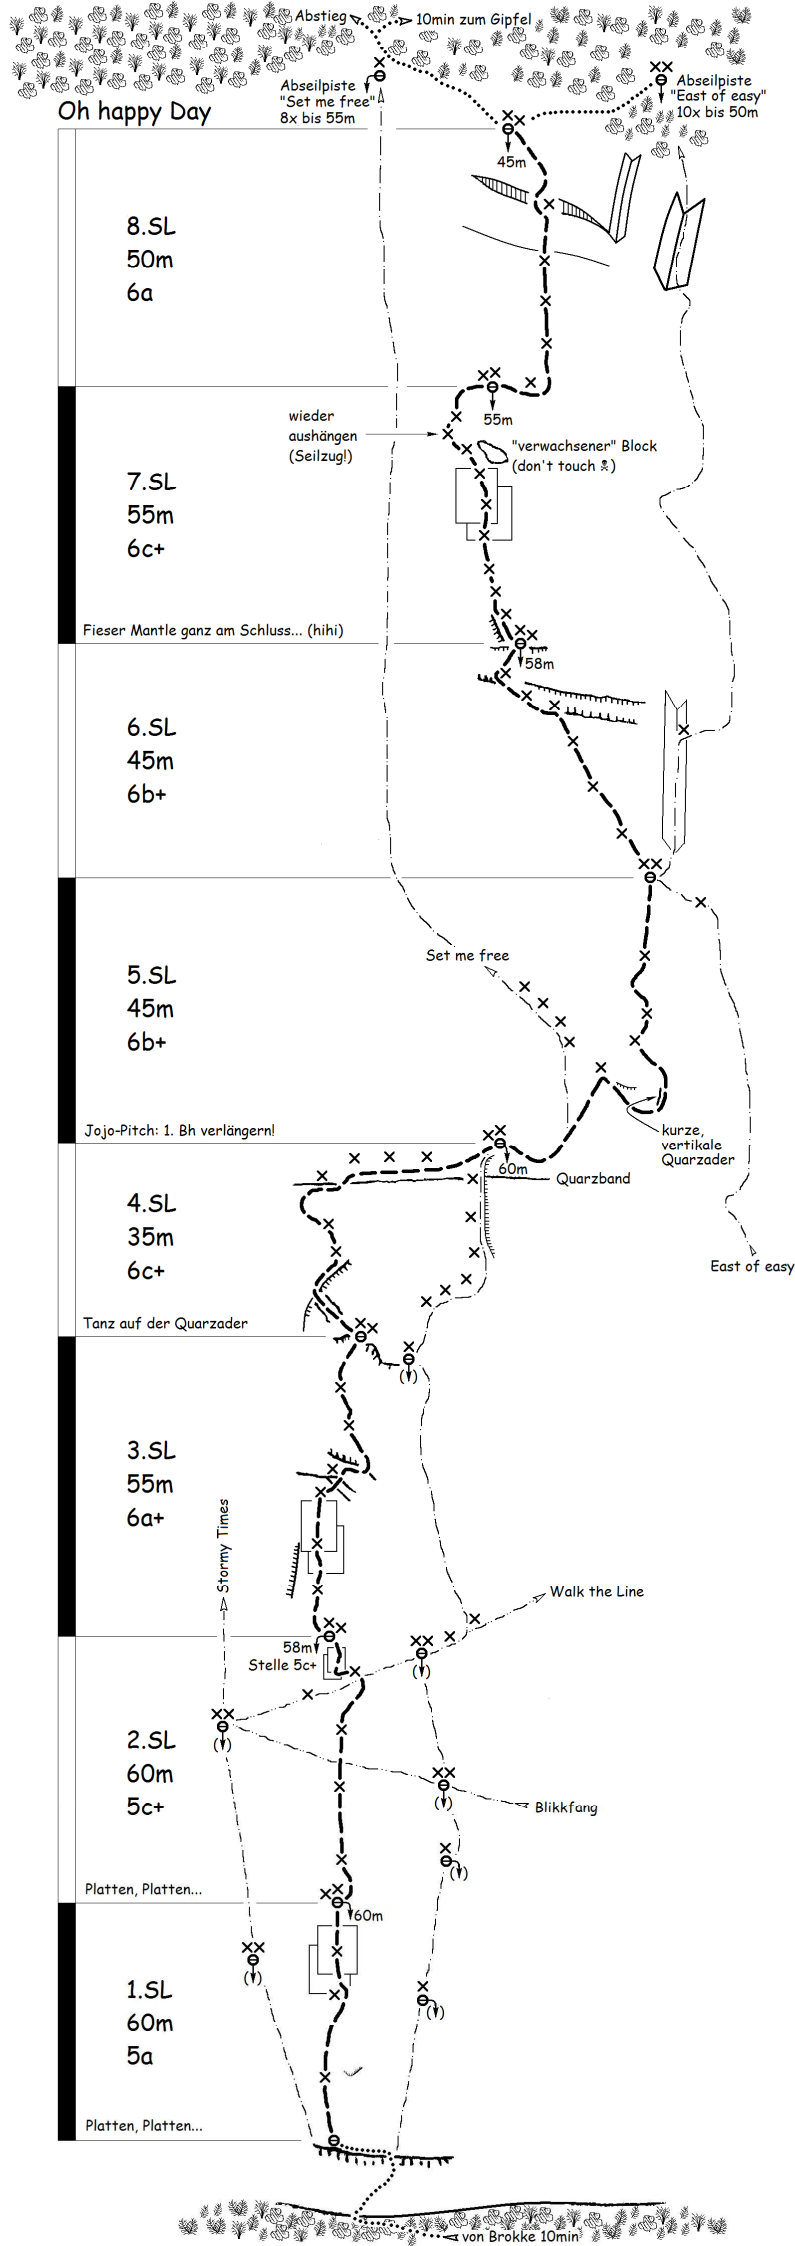 Abstieg
10min zum Gipfel
Abseilpiste
"Set me free"
8x bis 55m
Abseilpiste
"East of easy"
10x bis 50m
Oh happy Day
45m
8.SL
50m
6a
55m
wieder
aushängen
(Seilzug!)
"verwachsener" Block
(don't touch ☠)
7.SL
55m
6c+
Fieser Mantle ganz am Schluss... (hihi)
58m
6.SL
45m
6b+
Set me free
5.SL
45m
6b+
Jojo-Pitch: 1. Bh verlängern!
kurze,
vertikale
Quarzader
60m
Quarzband
4.SL
35m
6c+
East of easy
Tanz auf der Quarzader
(!)
3.SL
55m
6a+
Stormy Times
Walk the Line
58m
Stelle 5c+
(!)
(!)
2.SL
60m
5c+
(!)
Blikkfang
(!)
Platten, Platten...
60m
(!)
1.SL
60m
5a
(!)
Platten, Platten...
von Brokke 10min